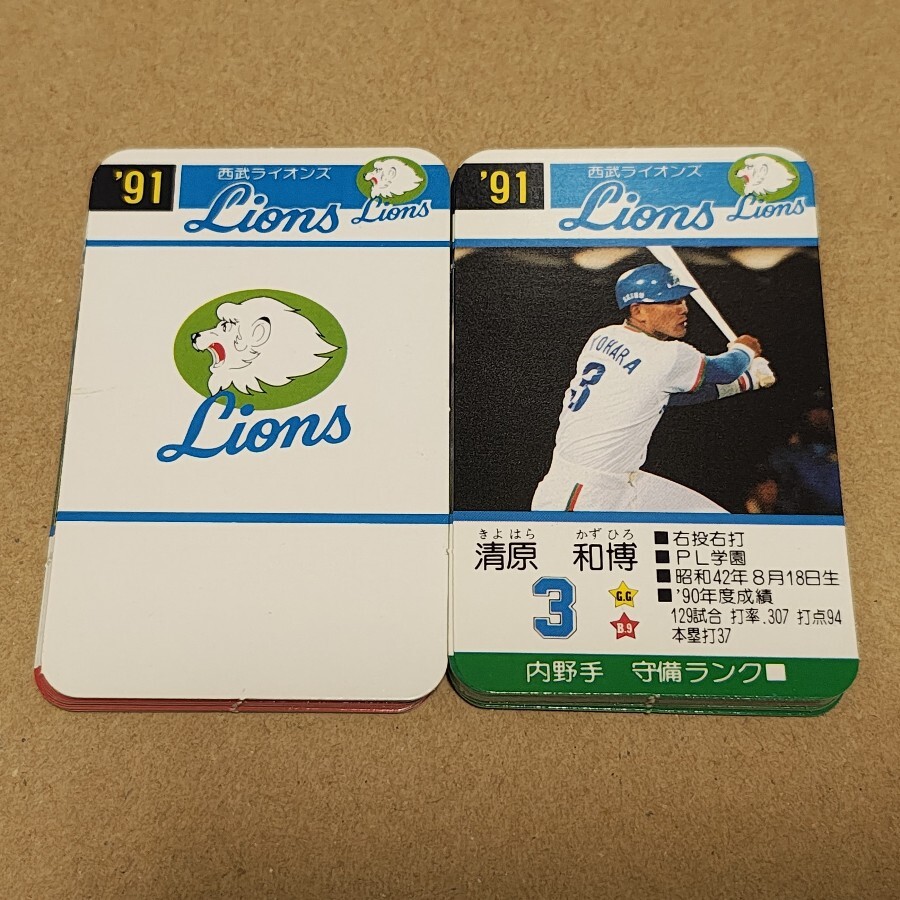 '91
西武ライオンズ
Lions
Lions
Lions
'91
西武ライオンズ
Lions
Lions
SEIBU
YOHARA
3
きよはら かずひろ
清原 和博
3
G.G
B.9
■右投右打
■PL学園
■昭和42年8月18日生
■'90年度成績
129試合 打率.307 打点94
本塁打37
内野手 守備ランク■